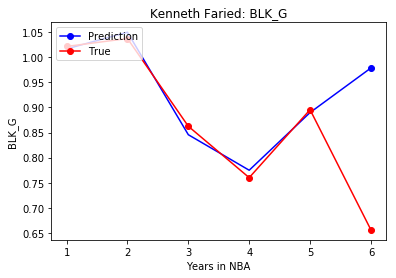 Kenneth Faried: BLK_G
Prediction
True
1.05
1.00
0.95
0.90
0.85
0.80
0.75
0.70
0.65
BLK_G
1 2 3 4 5 6
Years in NBA